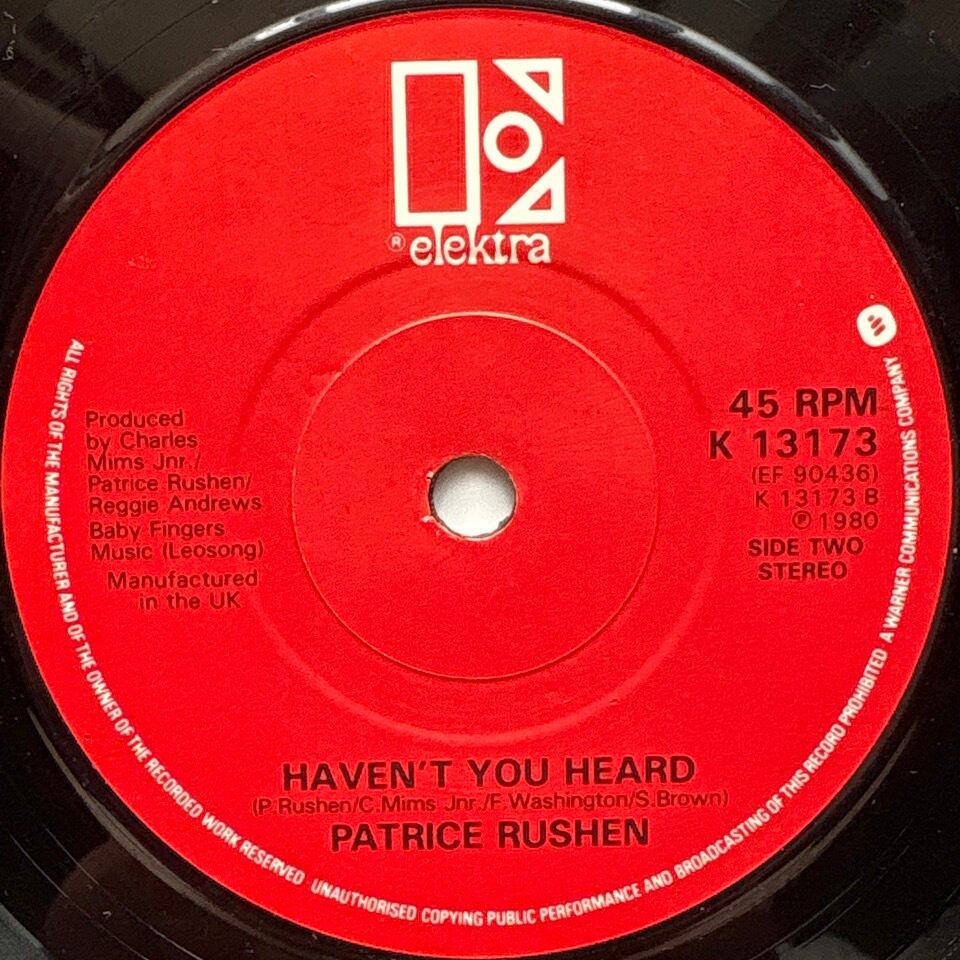 ® elektra
45 RPM
K 13173
(EF 90436)
K 13173 B
℗ 1980
SIDE TWO
STEREO
Produced
by Charles
Mims Jnr./
Patrice Rushen/
Reggie Andrews
Baby Fingers
Music (Leosong)
Manufactured
in the UK
HAVEN'T YOU HEARD
(P. Rushen/C. Mims Jnr./F. Washington/S. Brown)
PATRICE RUSHEN
ALL RIGHTS OF THE MANUFACTURER AND OF THE OWNER OF THE RECORDED WORK RESERVED UNAUTHORISED COPYING PUBLIC PERFORMANCE AND BROADCASTING OF THIS RECORD PROHIBITED A WARNER COMMUNICATIONS COMPANY